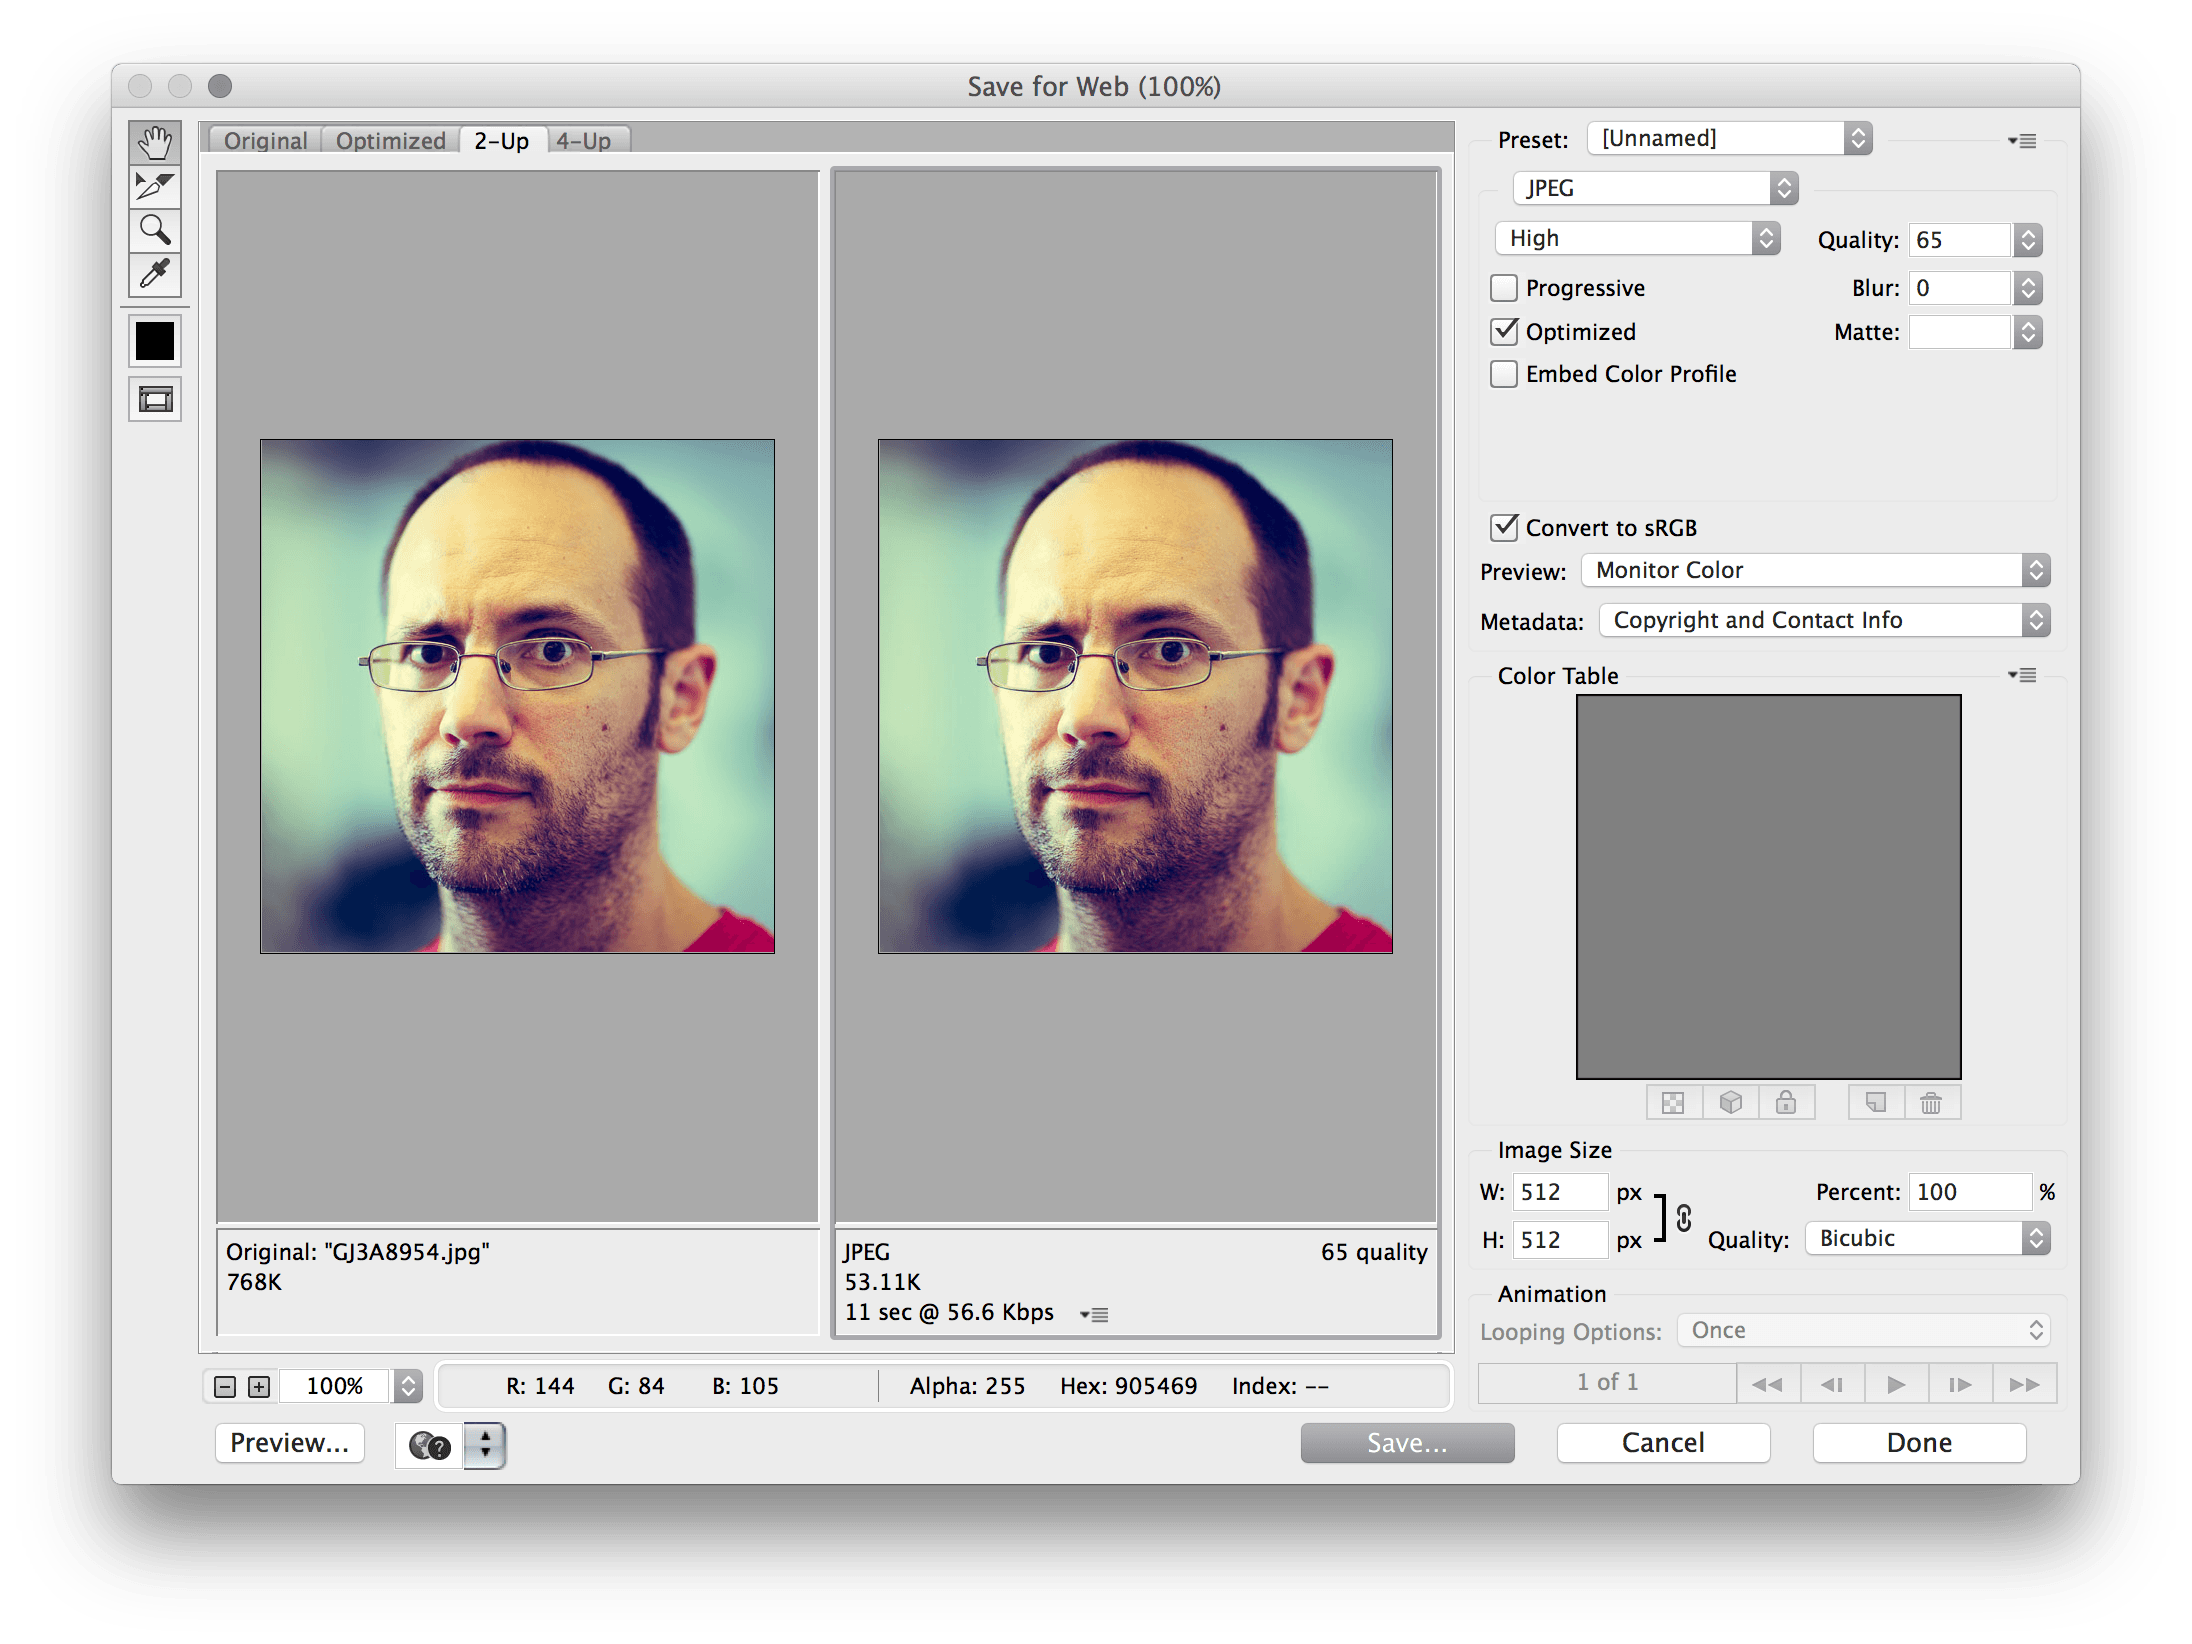 Save for Web (100%)
Original Optimized 2-Up 4-Up
Preset: [Unnamed]
JPEG
High Quality: 65
Progressive Blur: 0
Optimized Matte:
Embed Color Profile
Convert to sRGB
Preview: Monitor Color
Metadata: Copyright and Contact Info
Color Table
Image Size
W: 512 px Percent: 100 %
H: 512 px Quality: Bicubic
Original: "GJ3A8954.jpg"
768K
JPEG 65 quality
53.11K
11 sec @ 56.6 Kbps
Animation
Looping Options: Once
1 of 1
100% R: 144 G: 84 B: 105 Alpha: 255 Hex: 905469 Index: --
Preview... ? Save... Cancel Done